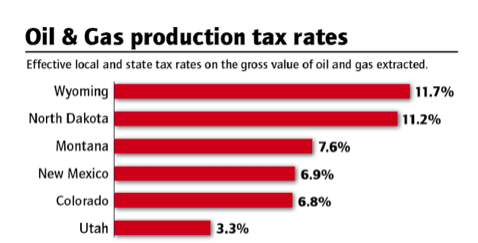 Oil & Gas production tax rates
Effective local and state tax rates on the gross value of oil and gas extracted.
Wyoming 11.7%
North Dakota 11.2%
Montana 7.6%
New Mexico 6.9%
Colorado 6.8%
Utah 3.3%